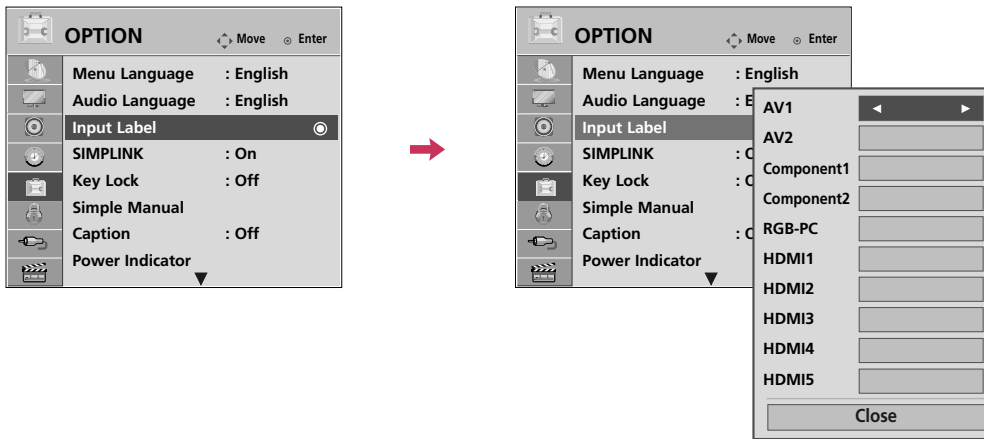 OPTION
Move
Enter
Menu Language : English
Audio Language : English
Input Label
SIMPLINK : On
Key Lock : Off
Simple Manual
Caption : Off
Power Indicator
OPTION
Move
Enter
Menu Language : English
Audio Language : E
Input Label
SIMPLINK : O
Key Lock : O
Simple Manual
Caption : O
Power Indicator
AV1
AV2
Component1
Component2
RGB-PC
HDMI1
HDMI2
HDMI3
HDMI4
HDMI5
Close